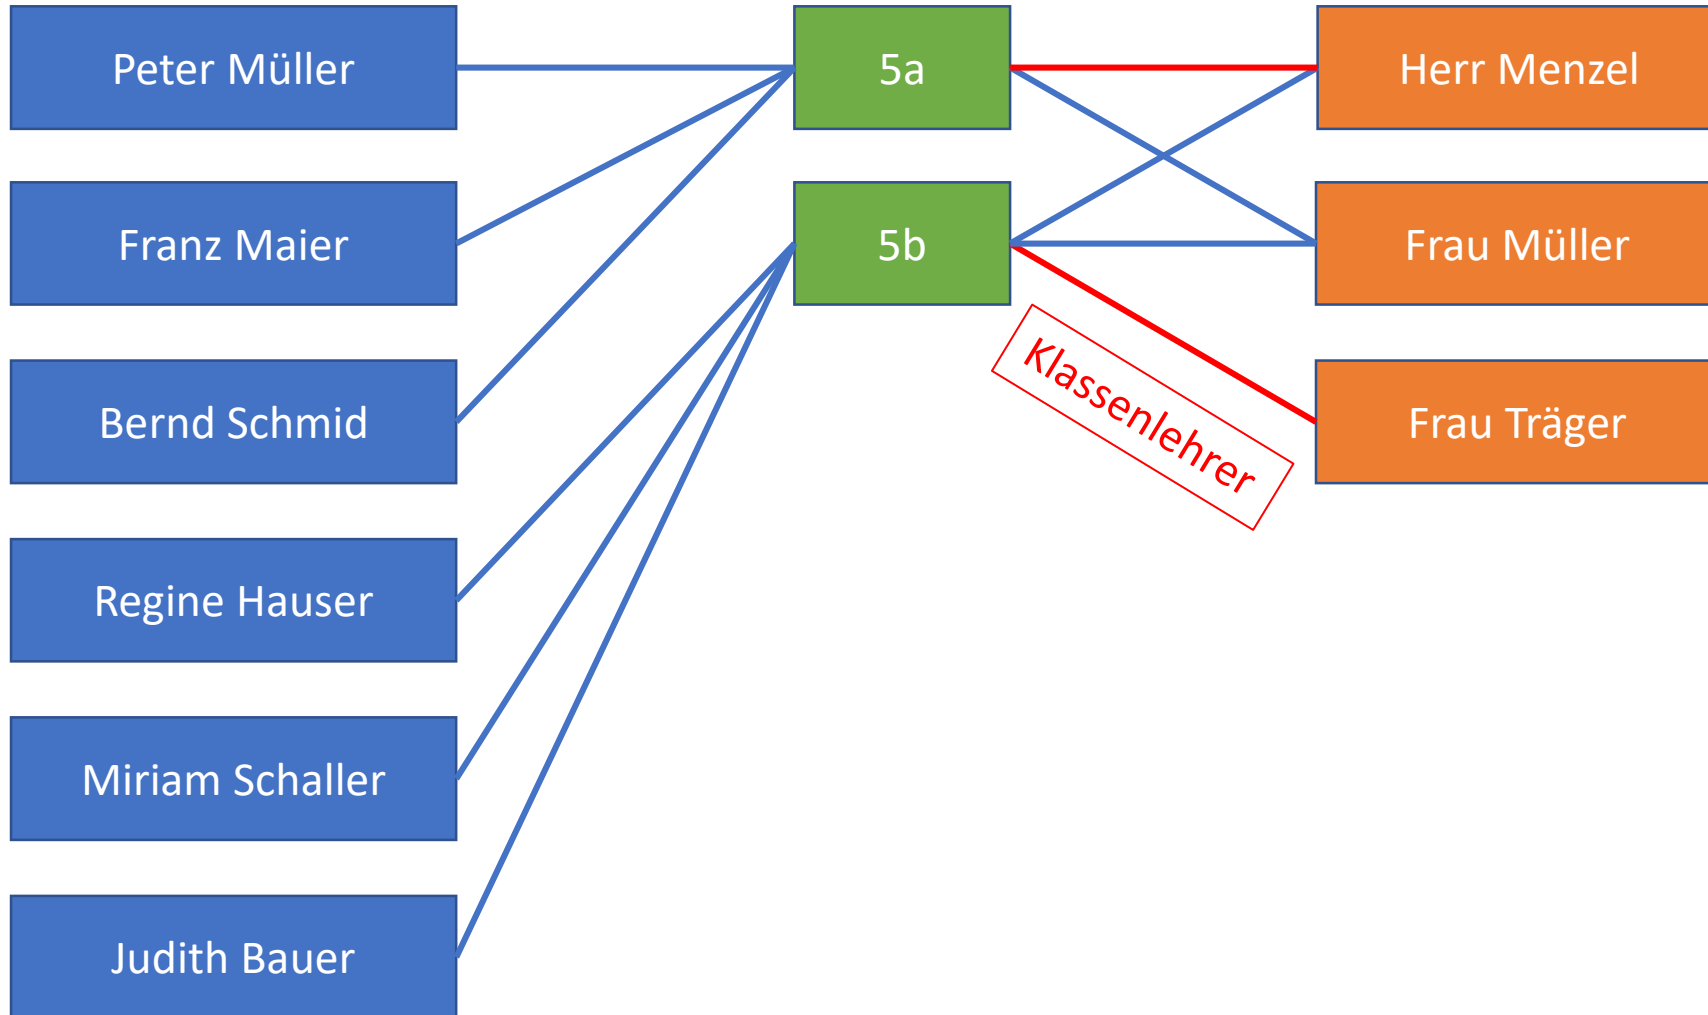 Peter Müller
5a
Herr Menzel
Franz Maier
5b
Frau Müller
Klassenlehrer
Bernd Schmid
Frau Träger
Regine Hauser
Miriam Schaller
Judith Bauer